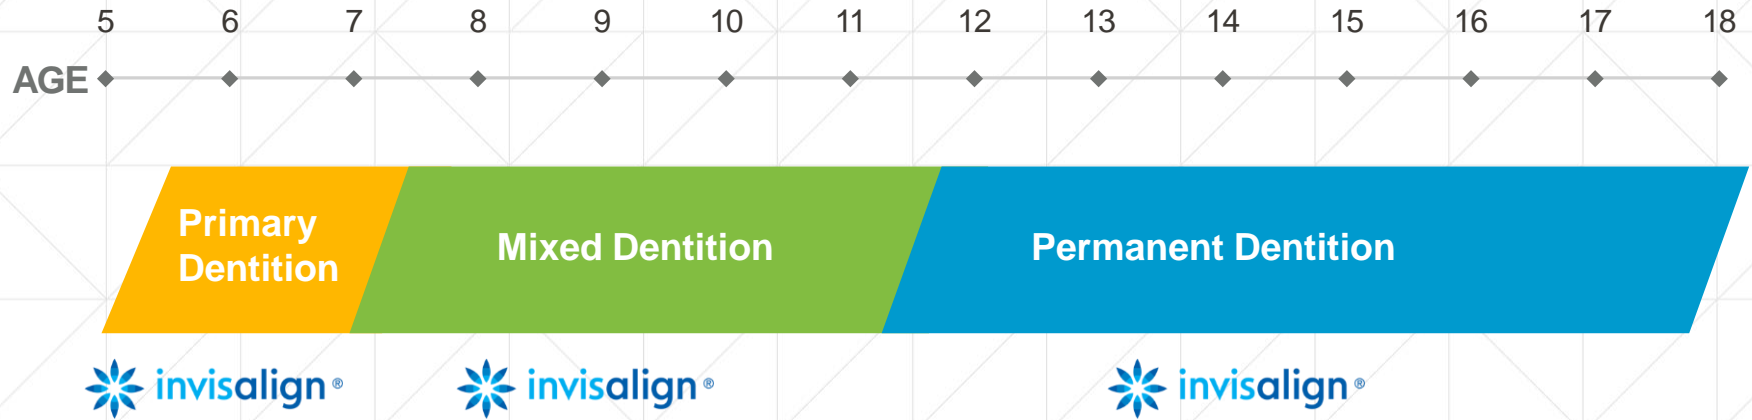 5 6 7 8 9 10 11 12 13 14 15 16 17 18
AGE
Primary
Dentition
Mixed Dentition
Permanent Dentition
invisalign ®
invisalign ®
invisalign ®